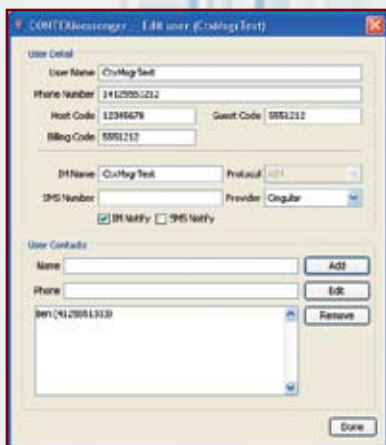 CONTEXMessenger - Edit user (CtxMsgrTest)
User Detail
User Name CtxMsgrTest
Phone Number 14125551212
Host Code 12345678 Guest Code 5551212
Billing Code 5551212
IM Name CtxMsgrTest Protocol AIM
SMS Number Provider Cingular
IM Notify SMS Notify
User Contacts
Name Add
Phone Edit
Ben (4125551313) Remove
Done